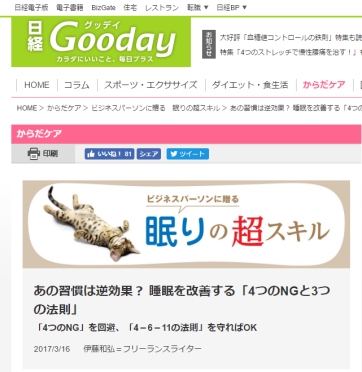 日経電子版 電子書籍 BizGate 住宅 レストラン 転職 ▼ 日経BP ▼
日経 Gooday グッデイ
カラダにいいこと、毎日プラス
お知らせ
大好評「血糖値コントロールの鉄則」特集も読
特集「4つのストレッチで慢性腰痛を治す！」も
HOME コラム スポーツ・エクササイズ ダイエット・食生活 からだケア
HOME > からだケア > ビジネスパーソンに贈る 眠りの超スキル > あの習慣は逆効果？ 睡眠を改善する「4つの
からだケア
印刷 いいね！ 81 シェア ツイート
ビジネスパーソンに贈る
眠りの超スキル
あの習慣は逆効果？ 睡眠を改善する「4つのNGと3つ
の法則」
「4つのNG」を回避、「4－6－11の法則」を守ればOK
2017/3/16 伊藤和弘＝フリーランスライター